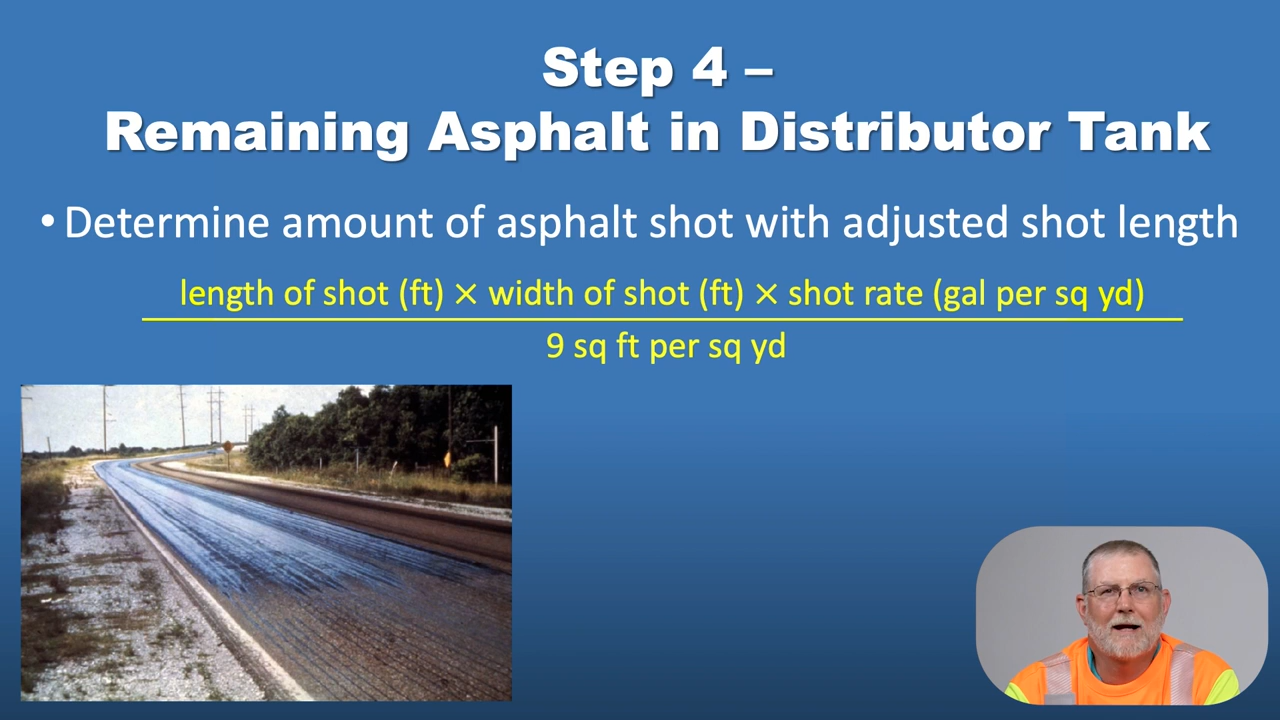 Step 4 –
Remaining Asphalt in Distributor Tank
• Determine amount of asphalt shot with adjusted shot length
length of shot (ft) × width of shot (ft) × shot rate (gal per sq yd)
9 sq ft per sq yd